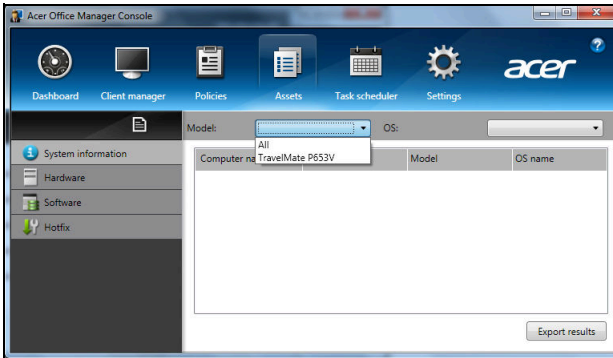 Acer Office Manager Console
Dashboard
Client manager
Policies
Assets
Task scheduler
Settings
acer
?
Model:
OS:
All
TravelMate P653V
System information
Hardware
Software
Hotfix
Computer na
Model
OS name
Export results